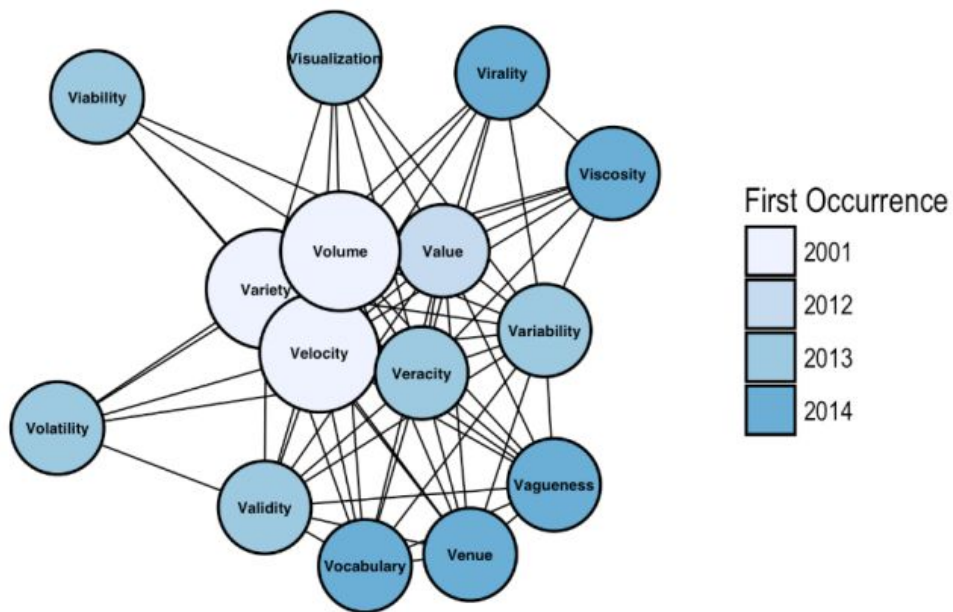 Visualization
Virality
Viability
Viscosity
Volume
Value
Variety
Variability
Velocity
Veracity
Volatility
Vagueness
Validity
Venue
Vocabulary
First Occurrence
2001
2012
2013
2014